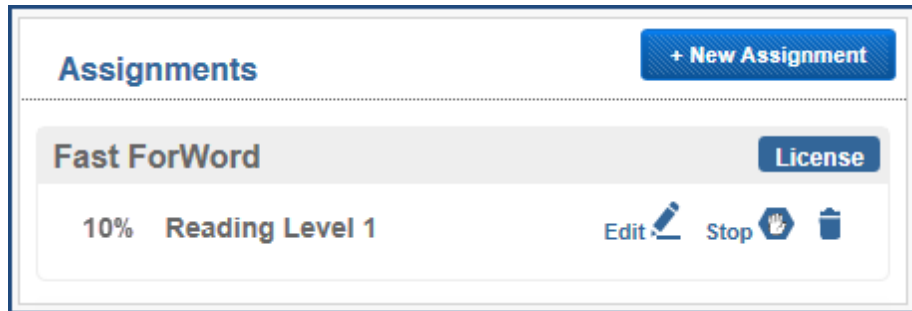 Assignments
+ New Assignment
Fast ForWord
License
10% Reading Level 1
Edit Stop